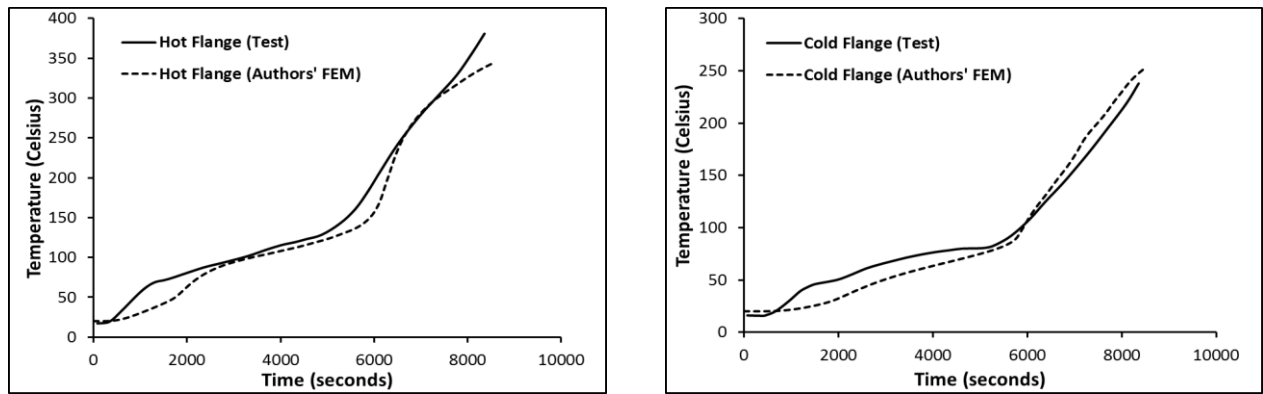 400
350
300
250
200
150
100
50
0
Temperature (Celsius)
Hot Flange (Test)
Hot Flange (Authors' FEM)
0 2000 4000 6000 8000 10000
Time (seconds)
300
250
200
150
100
50
0
Temperature (Celsius)
Cold Flange (Test)
Cold Flange (Authors' FEM)
0 2000 4000 6000 8000 10000
Time (seconds)